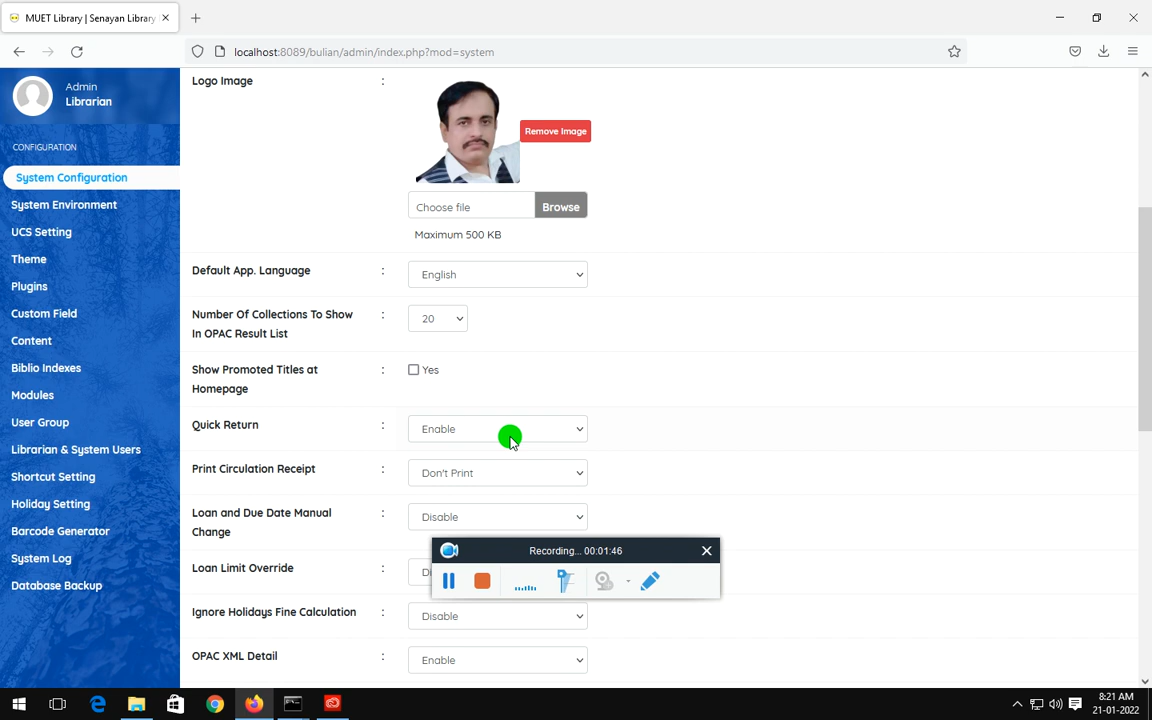 MUET Library | Senayan Library
localhost:8089/bulian/admin/index.php?mod=system
Admin
Librarian
CONFIGURATION
System Configuration
System Environment
UCS Setting
Theme
Plugins
Custom Field
Content
Biblio Indexes
Modules
User Group
Librarian & System Users
Shortcut Setting
Holiday Setting
Barcode Generator
System Log
Database Backup
Logo Image :
Remove Image
Choose file Browse
Maximum 500 KB
Default App. Language : English
Number Of Collections To Show : 20
In OPAC Result List
Show Promoted Titles at : Yes
Homepage
Quick Return : Enable
Print Circulation Receipt : Don't Print
Loan and Due Date Manual : Disable
Change
Recording... 00:01:46
Loan Limit Override :
Ignore Holidays Fine Calculation : Disable
OPAC XML Detail : Enable
8:21 AM
21-01-2022